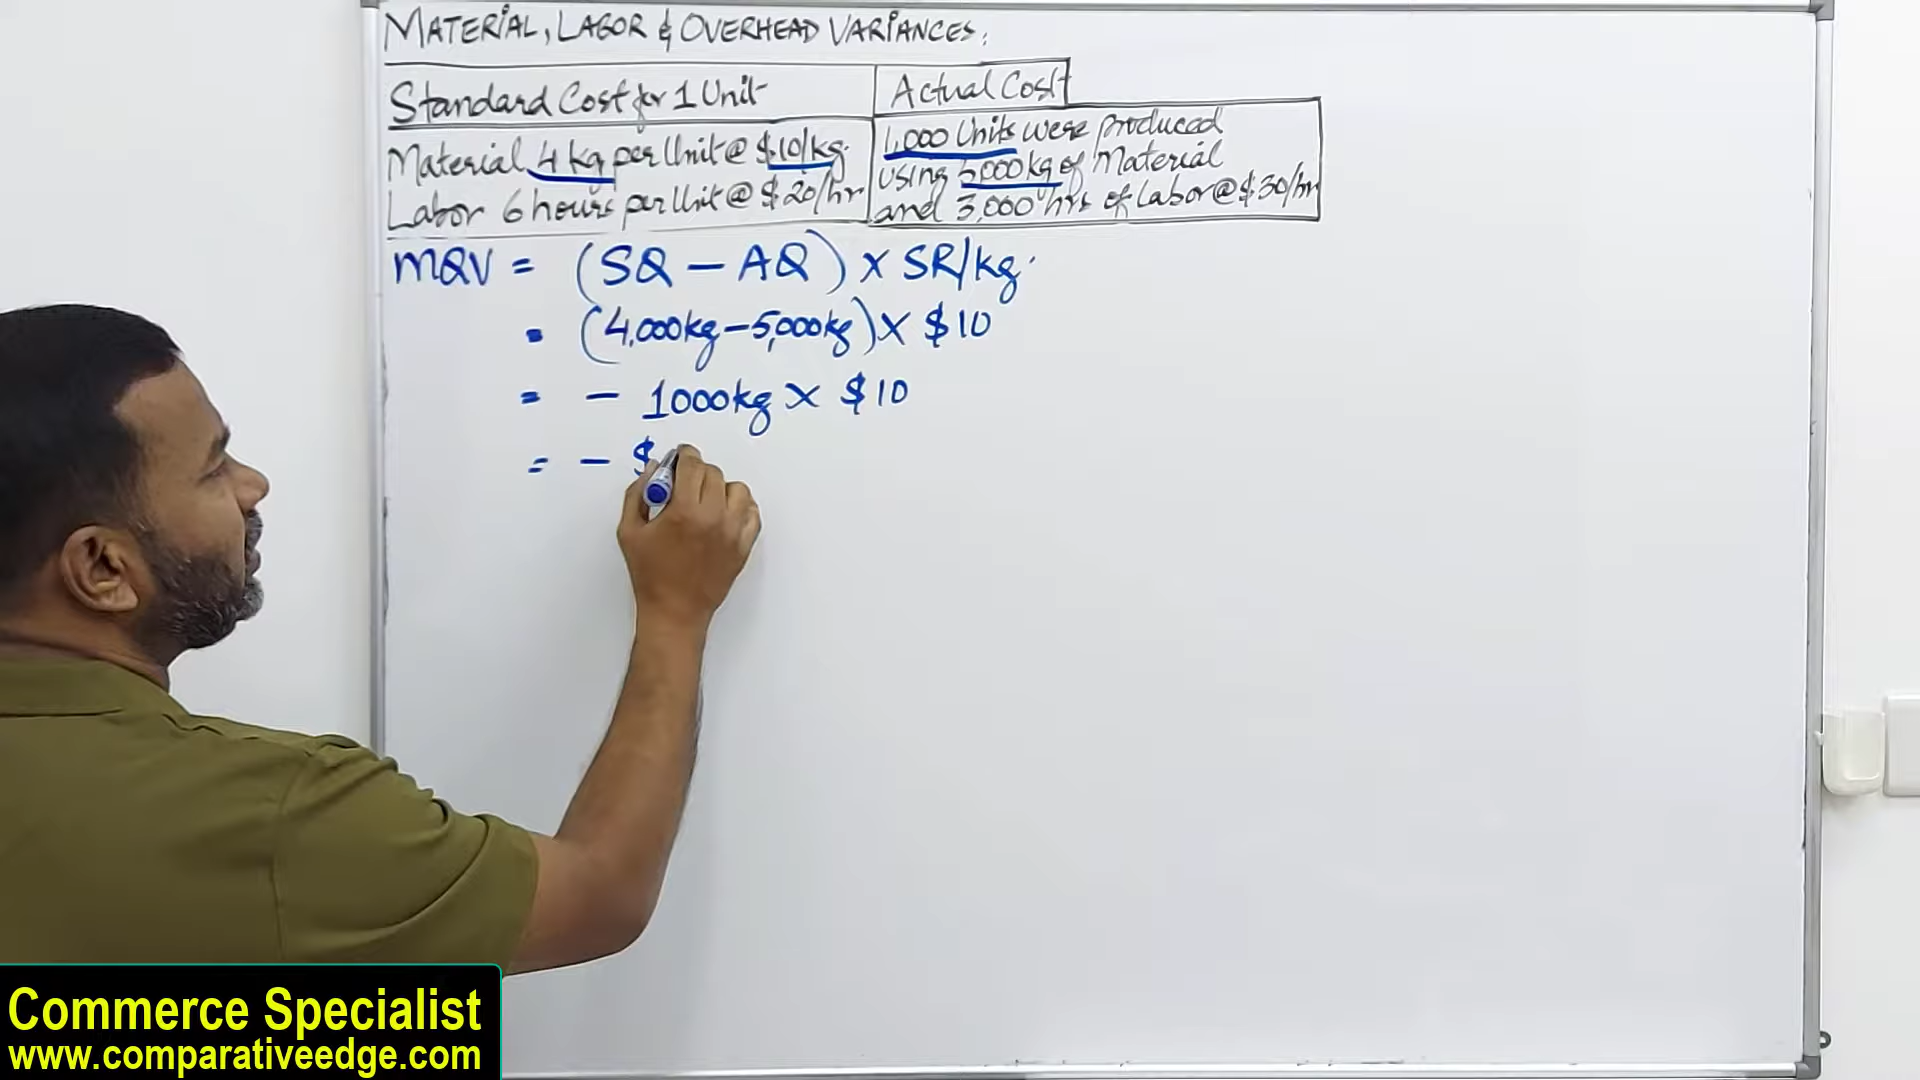 MATERIAL, LABOR & OVERHEAD VARIANCES.
Standard Cost for 1 Unit
Actual Cost
Material 4 kg per Unit @ $10/kg.
Labor 6 hours per Unit @ $20/hr
1,000 Units were produced
using 5,000kg of Material
and 3,000 hrs of Labor @ $30/hr
MQV = (SQ - AQ) x SR/kg.
= (4,000kg - 5,000kg) x $10
= - 1000kg x $10
= - $
Commerce Specialist
www.comparativeedge.com